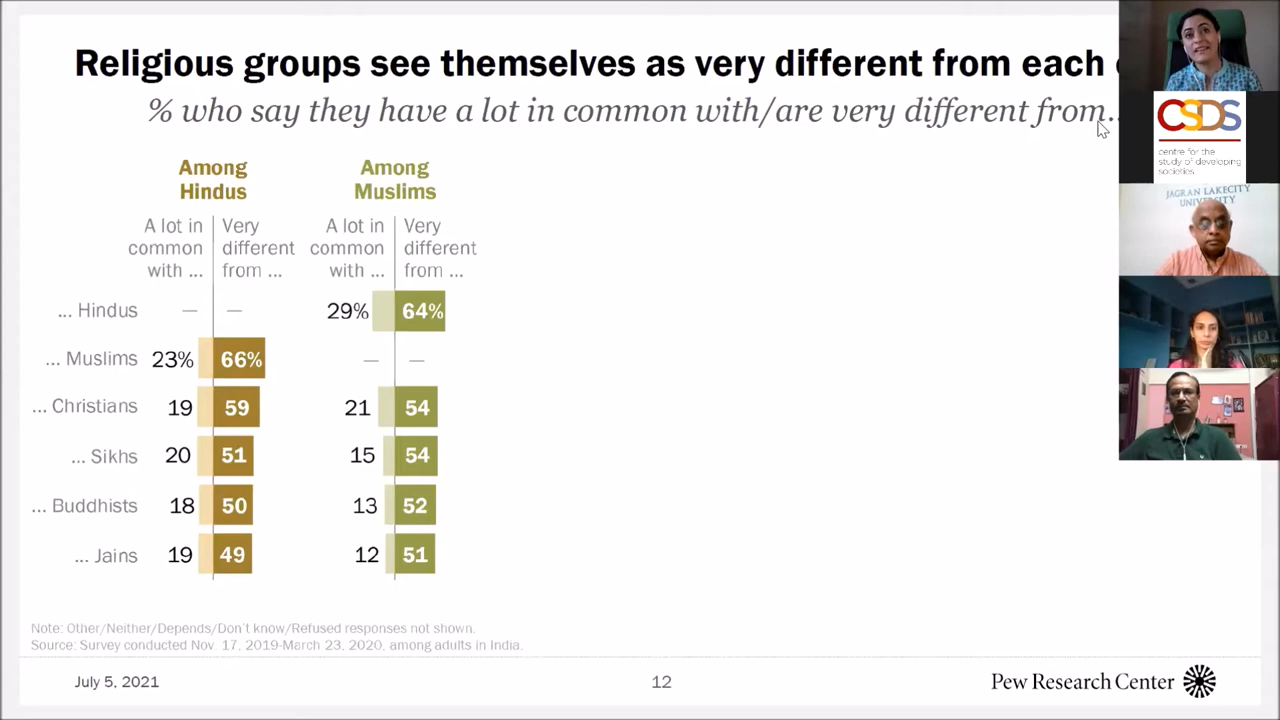 Religious groups see themselves as very different from each
% who say they have a lot in common with/are very different from..
Among Hindus
Among Muslims
A lot in common with ...
Very different from ...
A lot in common with ...
Very different from ...
... Hindus — — 29% 64%
... Muslims 23% 66% — —
... Christians 19 59 21 54
... Sikhs 20 51 15 54
... Buddhists 18 50 13 52
... Jains 19 49 12 51
Note: Other/Neither/Depends/Don't know/Refused responses not shown.
Source: Survey conducted Nov. 17, 2019-March 23, 2020, among adults in India.
July 5, 2021
12
Pew Research Center
CSDS
centre for the
study of developing
societies
JAGRAN LAKECITY
UNIVERSITY